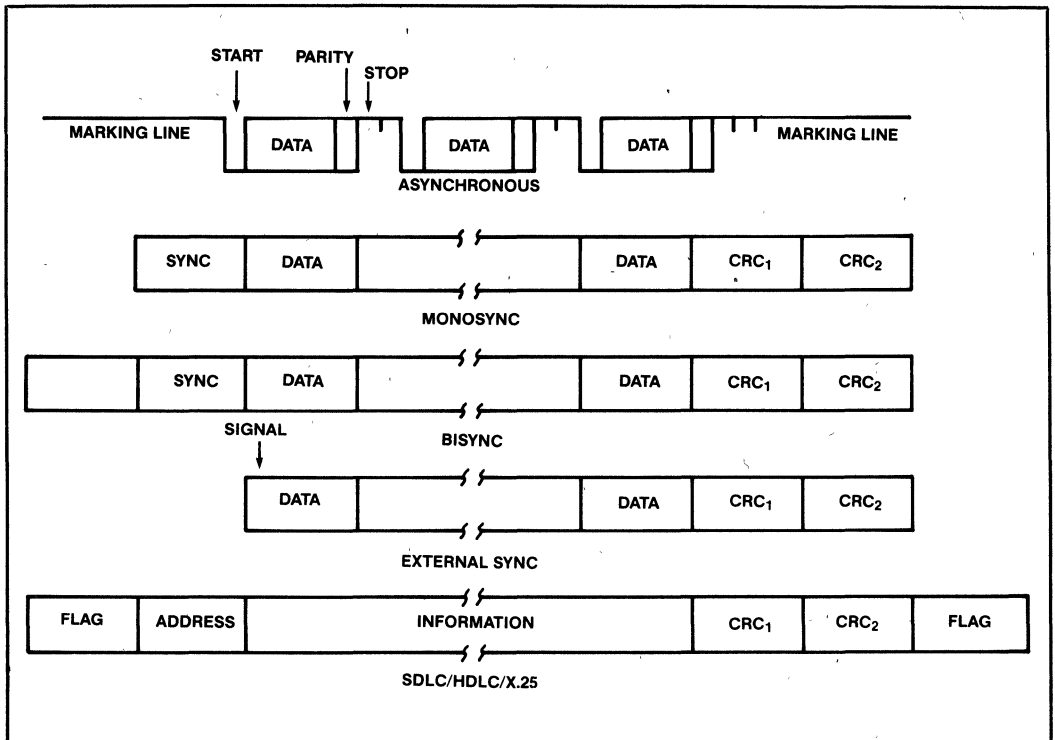 START PARITY
STOP
MARKING LINE DATA DATA DATA MARKING LINE
ASYNCHRONOUS
SYNC DATA DATA CRC₁ CRC₂
MONOSYNC
SYNC DATA DATA CRC₁ CRC₂
SIGNAL
BISYNC
DATA DATA CRC₁ CRC₂
EXTERNAL SYNC
FLAG ADDRESS INFORMATION CRC₁ CRC₂ FLAG
SDLC/HDLC/X.25